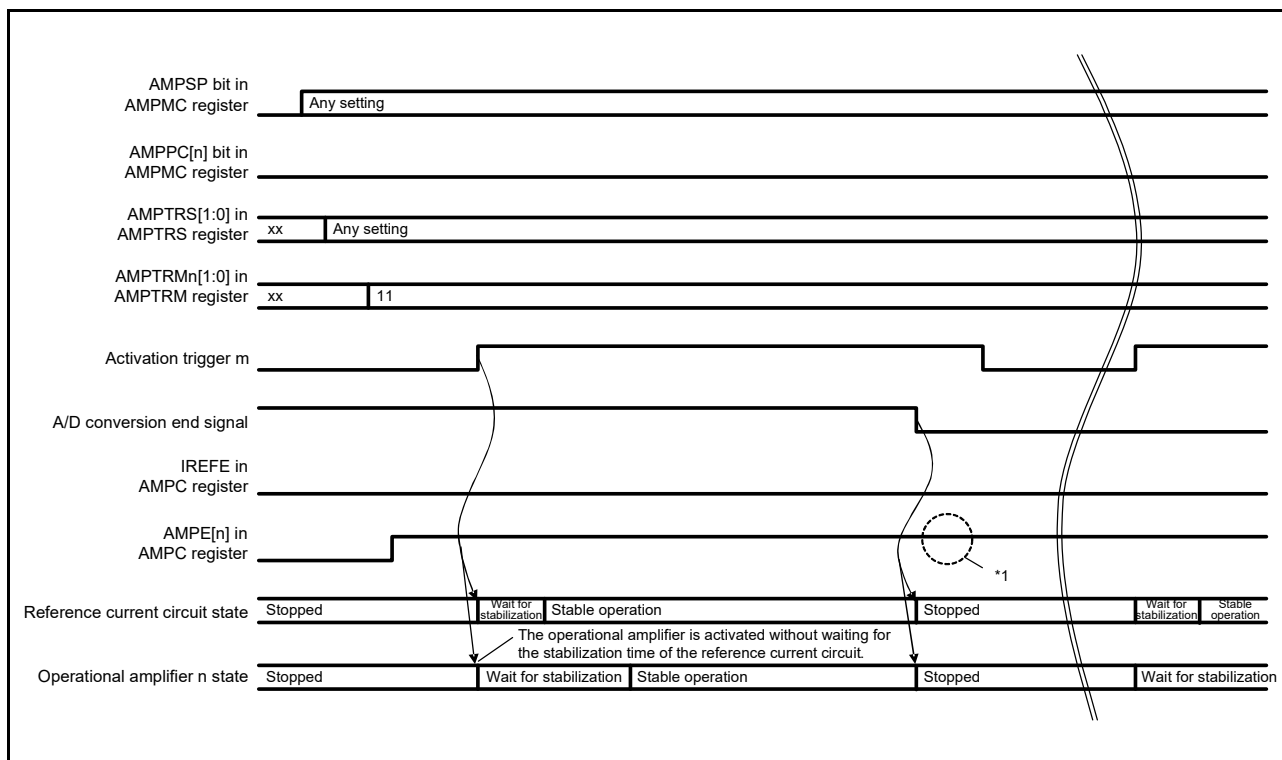 AMPSP bit in
AMPMC register
Any setting
AMPPC[n] bit in
AMPMC register
AMPTRS[1:0] in
AMPTRS register
xx
Any setting
AMPTRMn[1:0] in
AMPTRM register
xx
11
Activation trigger m
A/D conversion end signal
IREFE in
AMPC register
AMPE[n] in
AMPC register
*1
Reference current circuit state
Stopped
Wait for
stabilization
Stable operation
Stopped
Wait for
stabilization
Stable
operation
The operational amplifier is activated without waiting for
the stabilization time of the reference current circuit.
Operational amplifier n state
Stopped
Wait for stabilization
Stable operation
Stopped
Wait for stabilization